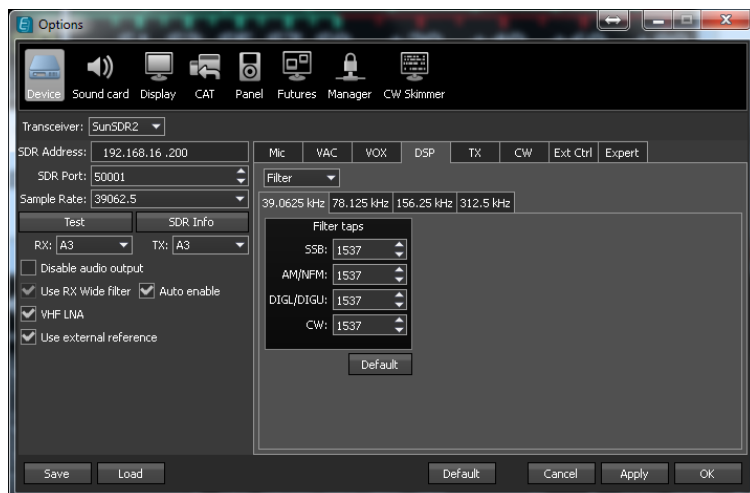 Options
Device Sound card Display CAT Panel Futures Manager CW Skimmer
Transceiver: SunSDR2
SDR Address: 192.168.16 .200
SDR Port: 50001
Sample Rate: 39062.5
Test SDR Info
RX: A3 TX: A3
Disable audio output
Use RX Wide filter Auto enable
VHF LNA
Use external reference
Mic VAC VOX DSP TX CW Ext Ctrl Expert
Filter
39.0625 kHz 78.125 kHz 156.25 kHz 312.5 kHz
Filter taps
SSB: 1537
AM/NFM: 1537
DIGL/DIGU: 1537
CW: 1537
Default
Save Load Default Cancel Apply OK